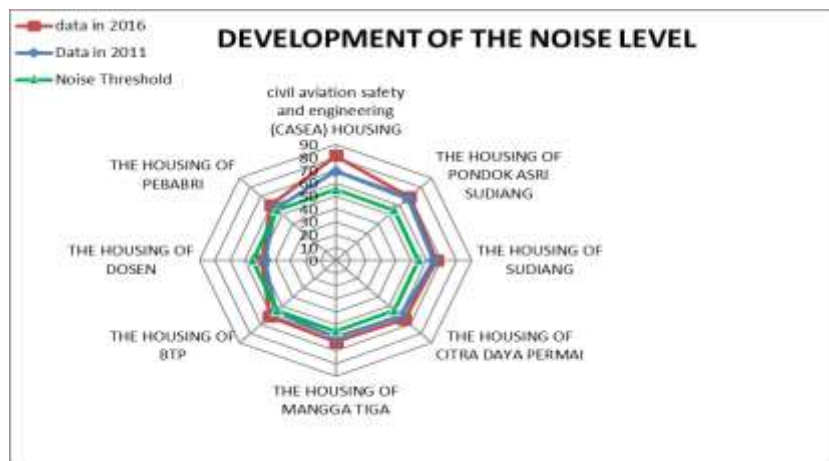 data in 2016
Data in 2011
Noise Threshold
DEVELOPMENT OF THE NOISE LEVEL
civil aviation safety
and engineering
(CASEA) HOUSING
90
80
70
60
50
40
30
20
10
0
THE HOUSING OF
PONDOK ASRI
SUDIANG
THE HOUSING OF
SUDIANG
THE HOUSING OF
CITRA DAYA PERMAI
THE HOUSING OF
MANGGA TIGA
THE HOUSING OF
BTP
THE HOUSING OF
DOSEN
THE HOUSING OF
PEBABRI